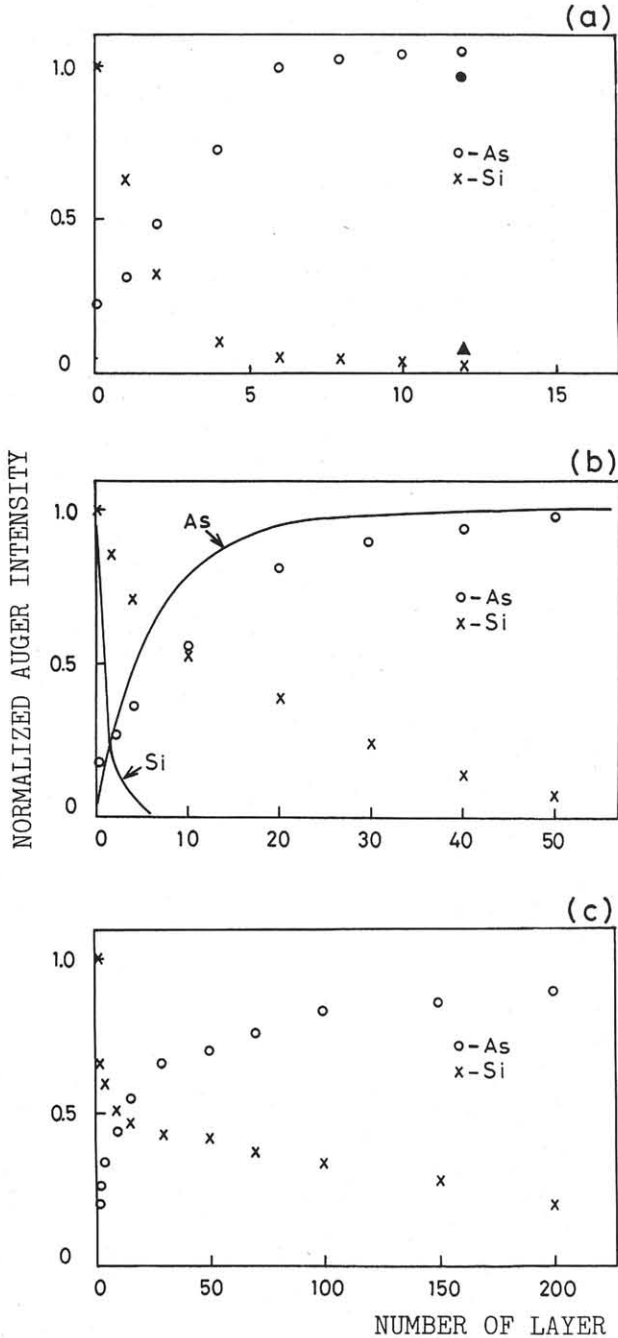 (a)
1.0
0.5
0
o-As
x-Si
0 5 10 15
(b)
1.0
0.5
0
As
Si
o-As
x-Si
0 10 20 30 40 50
(c)
1.0
0.5
0
o-As
x-Si
0 50 100 150 200
NORMALIZED AUGER INTENSITY
NUMBER OF LAYER